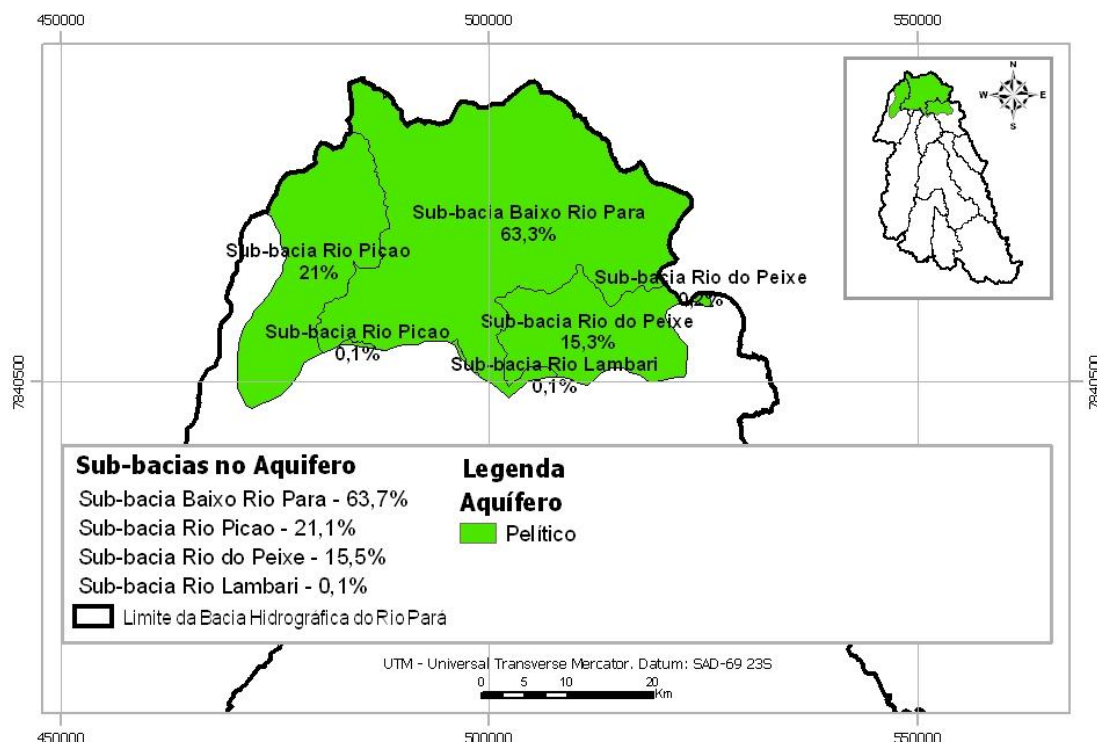 450000
500000
550000
N
W
E
S
Sub-bacia Baixo Rio Para
63,3%
Sub-bacia Rio Picao
21%
Sub-bacia Rio do Peixe
0,2%
Sub-bacia Rio do Peixe
15,3%
Sub-bacia Rio Picao
0,1%
Sub-bacia Rio Lambari
0,1%
7840500
7840500
Sub-bacias no Aquifero
Sub-bacia Baixo Rio Para - 63,7%
Sub-bacia Rio Picao - 21,1%
Sub-bacia Rio do Peixe - 15,5%
Sub-bacia Rio Lambari - 0,1%
Limite da Bacia Hidrográfica do Rio Pará
Legenda
Aquífero
Pelítico
UTM - Universal Transverse Mercator. Datum: SAD-69 23S
0 5 10 20
Km
450000
500000
550000